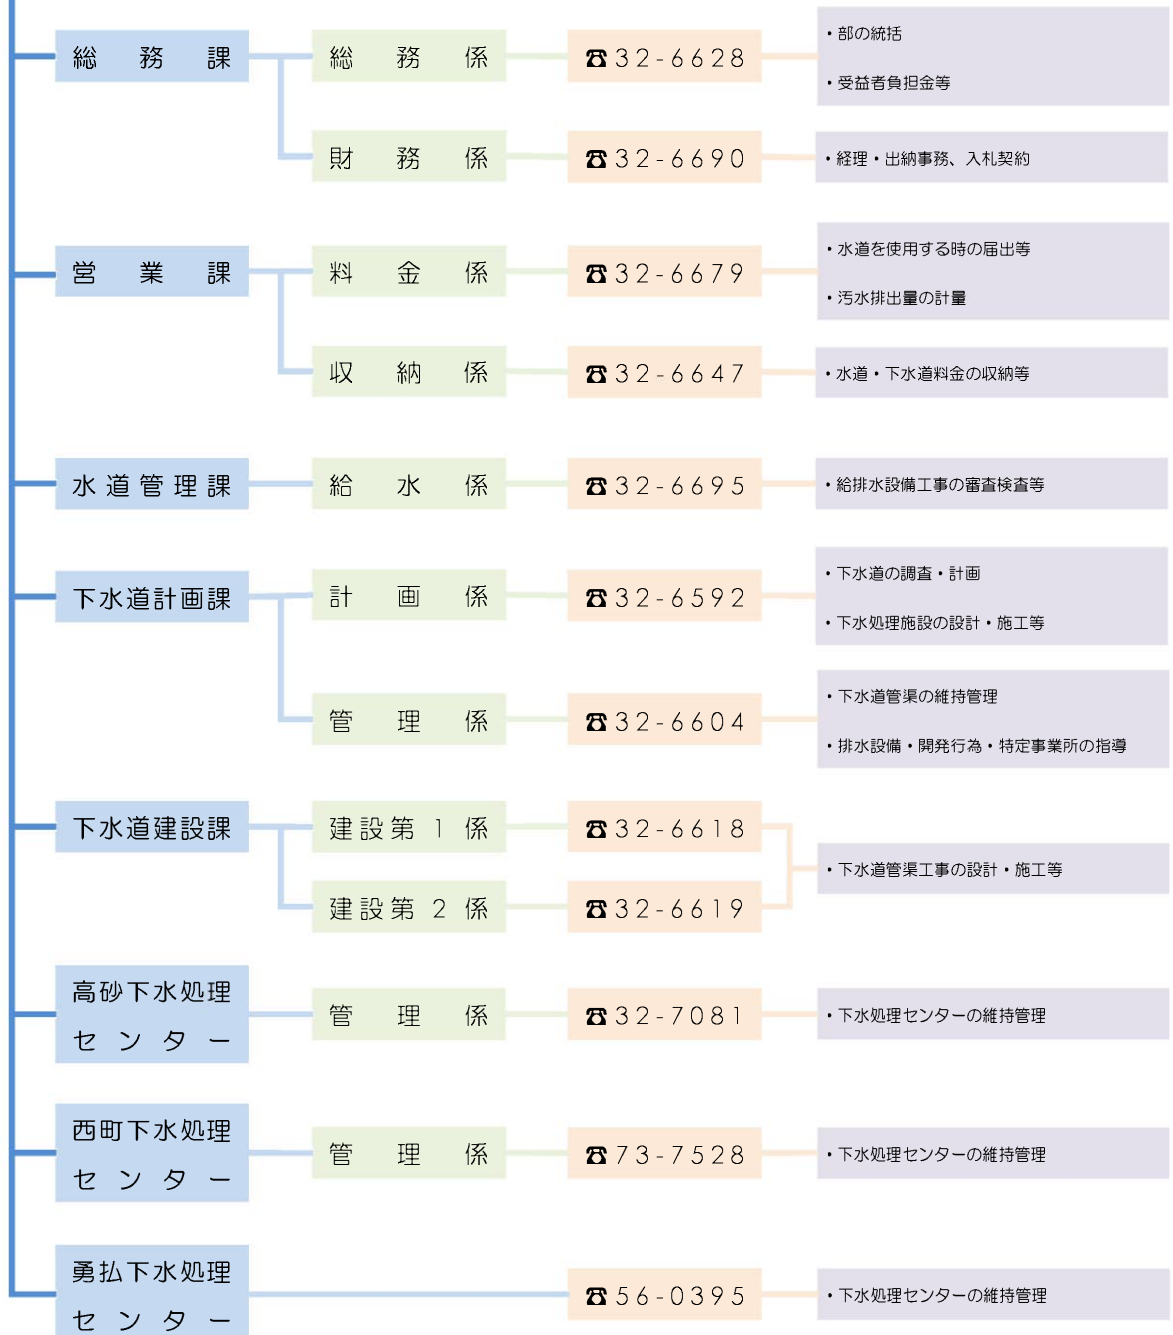 総務課
総務係
☎32-6628
・部の統括
・受益者負担金等
財務係
☎32-6690
・経理・出納事務、入札契約
営業課
料金係
☎32-6679
・水道を使用する時の届出等
・汚水排出量の計量
収納係
☎32-6647
・水道・下水道料金の収納等
水道管理課
給水係
☎32-6695
・給排水設備工事の審査検査等
下水道計画課
計画係
☎32-6592
・下水道の調査・計画
・下水処理施設の設計・施工等
管理係
☎32-6604
・下水道管渠の維持管理
・排水設備・開発行為・特定事業所の指導
下水道建設課
建設第1係
☎32-6618
建設第2係
☎32-6619
・下水道管渠工事の設計・施工等
高砂下水処理
センター
管理係
☎32-7081
・下水処理センターの維持管理
西町下水処理
センター
管理係
☎73-7528
・下水処理センターの維持管理
勇払下水処理
センター
☎56-0395
・下水処理センターの維持管理